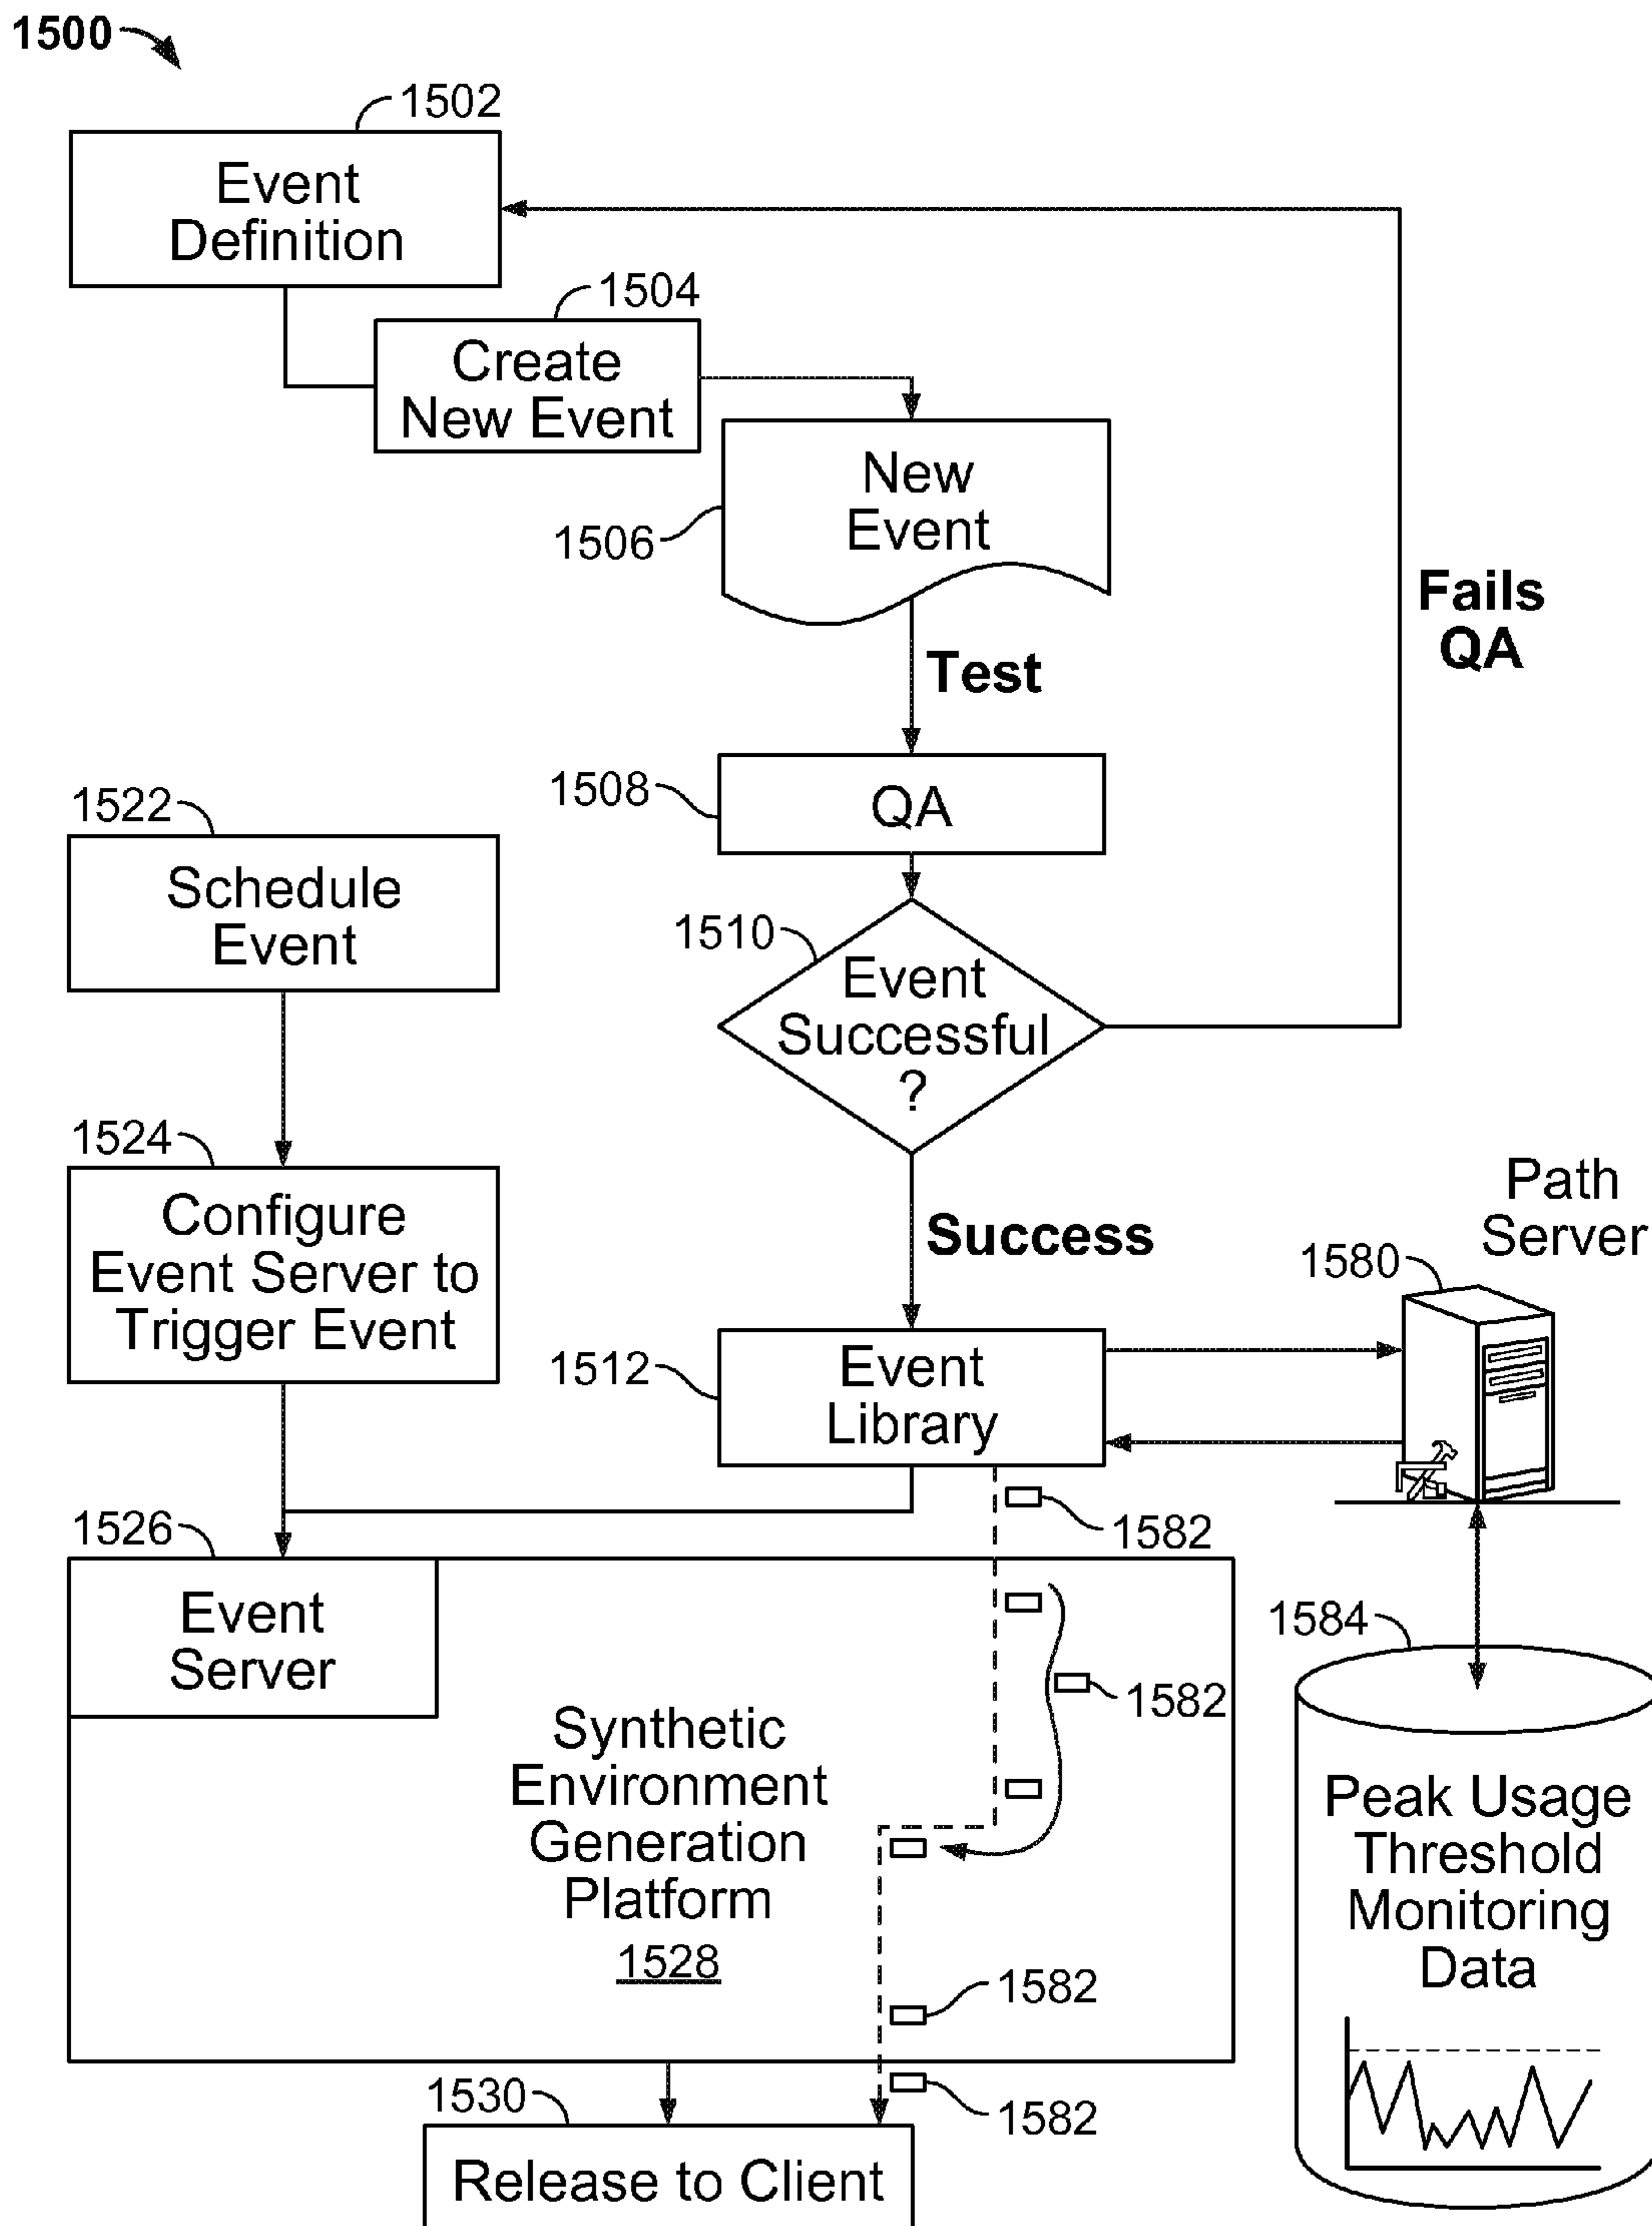 1500
1502
Event
Definition
1504
Create
New Event
New
Event
1506
Fails
QA
Test
1508
QA
1522
Schedule
Event
1510
Event
Successful
?
1524
Configure
Event Server to
Trigger Event
Success
Path
Server
1580
1512
Event
Library
1582
1526
Event
Server
1584
1582
Synthetic
Environment
Generation
Platform
1528
Peak Usage
Threshold
Monitoring
Data
1582
1530
1582
Release to Client